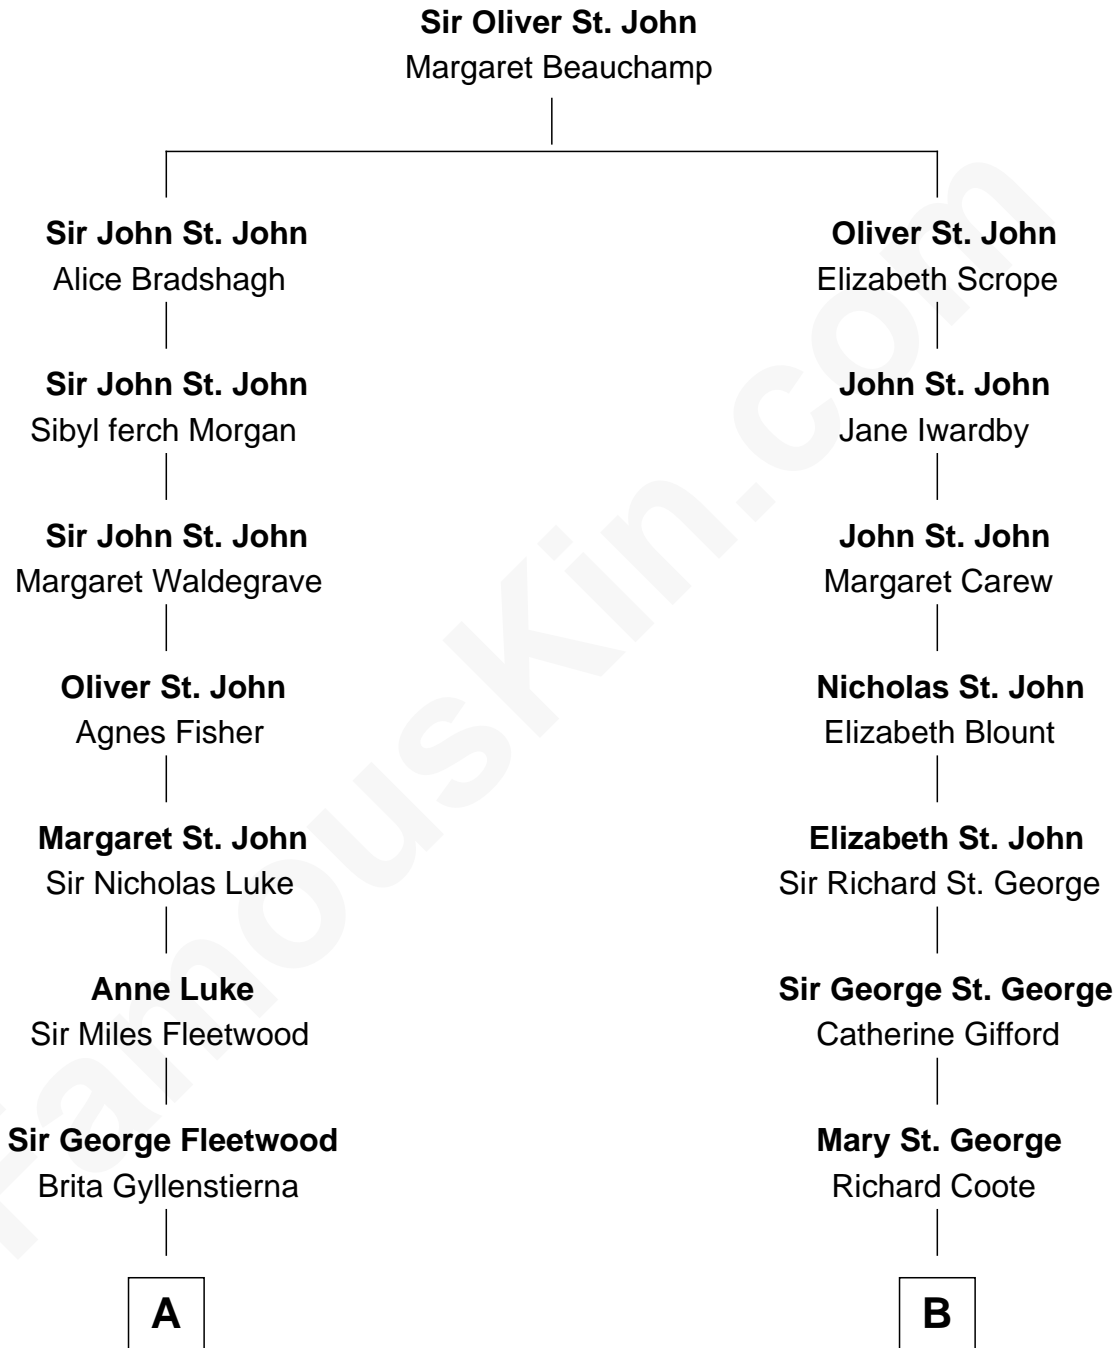 Sir Oliver St. John
Margaret Beauchamp
Sir John St. John
Alice Bradshagh
Oliver St. John
Elizabeth Scrope
Sir John St. John
Sibyl ferch Morgan
John St. John
Jane Iwardby
Sir John St. John
Margaret Waldegrave
John St. John
Margaret Carew
Oliver St. John
Agnes Fisher
Nicholas St. John
Elizabeth Blount
Margaret St. John
Sir Nicholas Luke
Elizabeth St. John
Sir Richard St. George
Anne Luke
Sir Miles Fleetwood
Sir George St. George
Catherine Gifford
Sir George Fleetwood
Brita Gyllenstierna
Mary St. George
Richard Coote
A
B
FamousKin.com